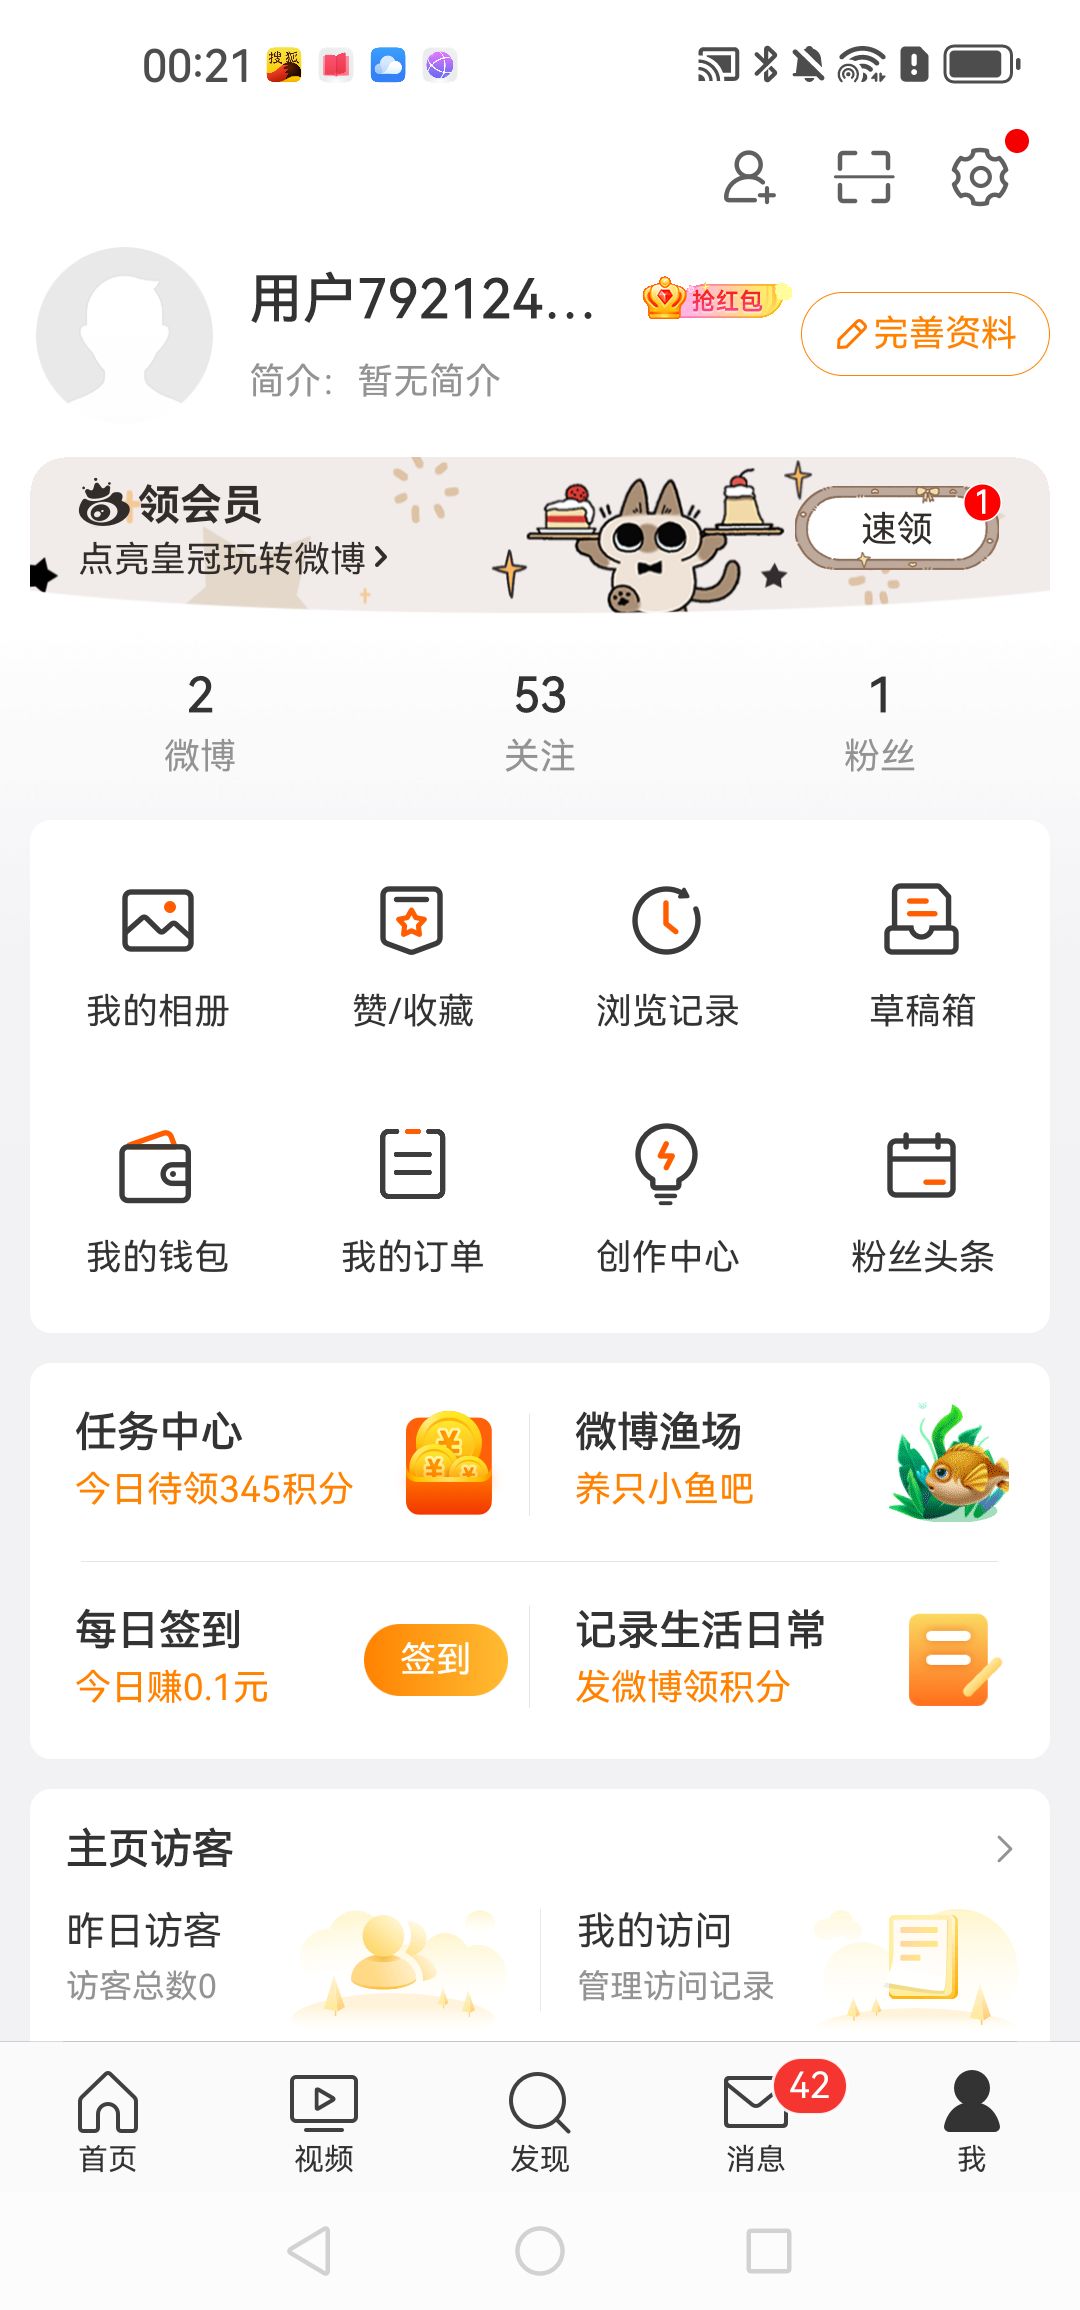 00:21
搜狐
用户792124...
抢红包
完善资料
简介：暂无简介
领会员
点亮皇冠玩转微博
速领
1
2
微博
53
关注
1
粉丝
我的相册
赞/收藏
浏览记录
草稿箱
我的钱包
我的订单
创作中心
粉丝头条
任务中心
今日待领345积分
微博渔场
养只小鱼吧
每日签到
今日赚0.1元
签到
记录生活日常
发微博领积分
主页访客
昨日访客
访客总数0
我的访问
管理访问记录
首页
视频
发现
42
消息
我